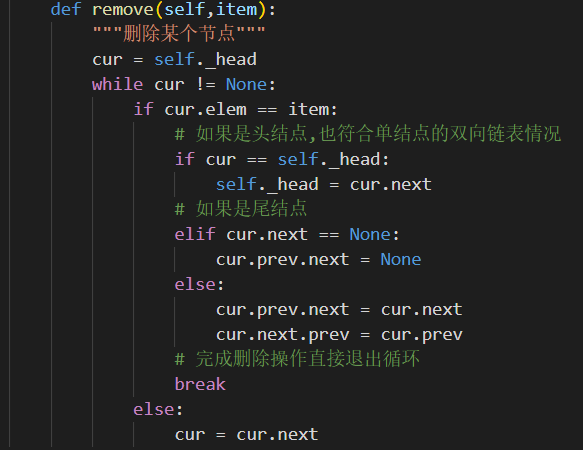 def remove(self,item):
"""删除某个节点"""
cur = self._head
while cur != None:
if cur.elem == item:
# 如果是头结点,也符合单结点的双向链表情况
if cur == self._head:
self._head = cur.next
# 如果是尾结点
elif cur.next == None:
cur.prev.next = None
else:
cur.prev.next = cur.next
cur.next.prev = cur.prev
# 完成删除操作直接退出循环
break
else:
cur = cur.next